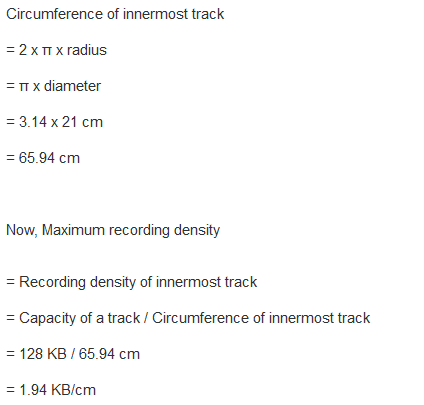 Circumference of innermost track
= 2 x π x radius
= π x diameter
= 3.14 x 21 cm
= 65.94 cm
Now, Maximum recording density
= Recording density of innermost track
= Capacity of a track / Circumference of innermost track
= 128 KB / 65.94 cm
= 1.94 KB/cm